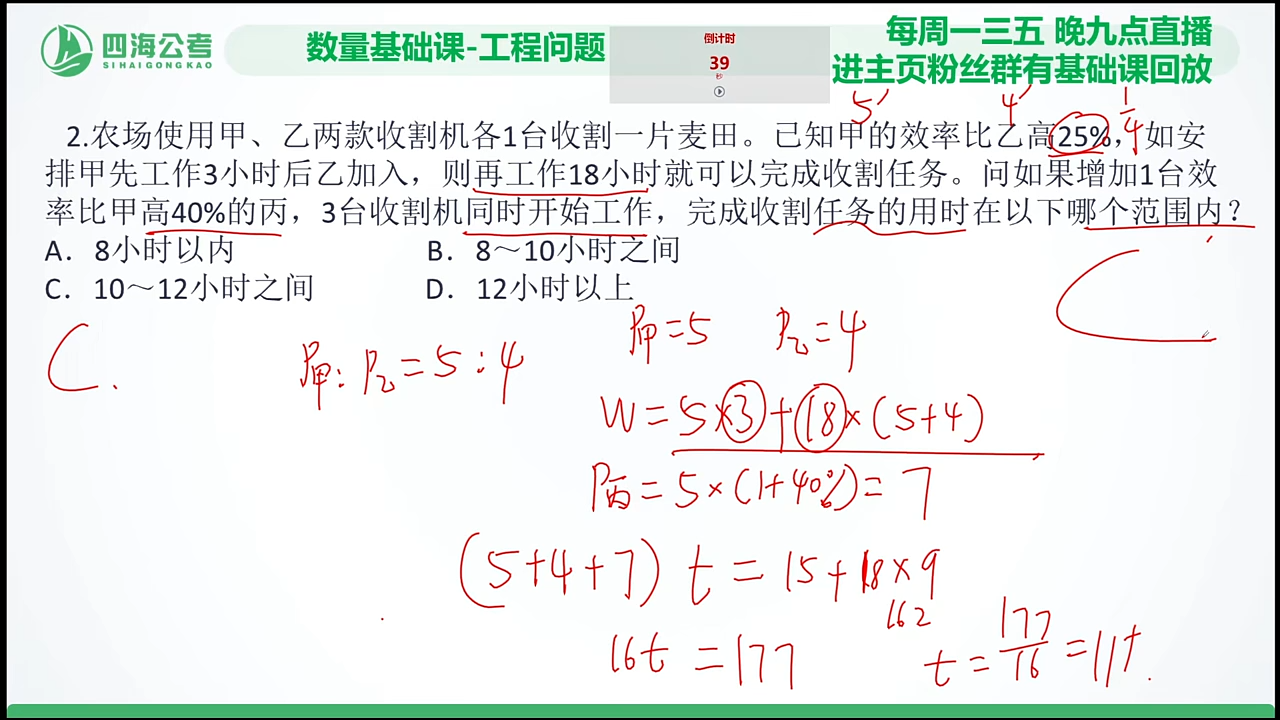 四海公考
SIHAIGONGKAO
数量基础课-工程问题
倒计时
39
秒
每周一三五 晚九点直播
进主页粉丝群有基础课回放
5' 4' 1/4
2.农场使用甲、乙两款收割机各1台收割一片麦田。已知甲的效率比乙高25%，如安
排甲先工作3小时后乙加入，则再工作18小时就可以完成收割任务。问如果增加1台效
率比甲高40%的丙，3台收割机同时开始工作，完成收割任务的用时在以下哪个范围内？
A．8小时以内 B．8～10小时之间
C．10～12小时之间 D．12小时以上
C.
P甲:P乙=5:4
P甲=5 P乙=4
W=5×3+18×(5+4)
P丙=5×(1+40%)=7
(5+4+7) t=15+18×9
162
16t=177
t=177/16=11+.